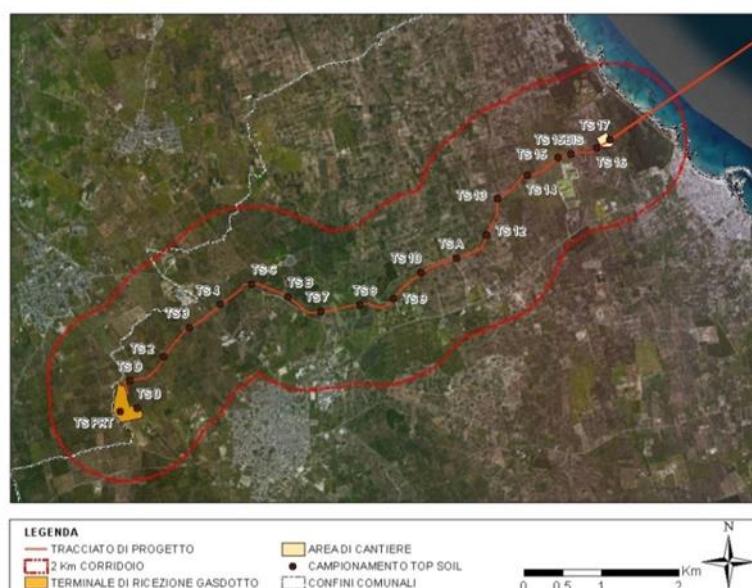 TS 17
TS 15BIS
TS 15
TS 16
TS 14
TS 13
TS 12
TS A
TS 10
TS C
TS B
TS 9
TS 8
TS 7
TS 4
TS 3
TS 2
TS D
TS PRT
LEGENDA
TRACCIATO DI PROGETTO
AREA DI CANTIERE
2 Km CORRIDOIO
CAMPIONAMENTO TOP SOIL
TERMINALE DI RICEZIONE GASDOTTO
CONFINI COMUNALI
N
Km
0 0.5 1 2